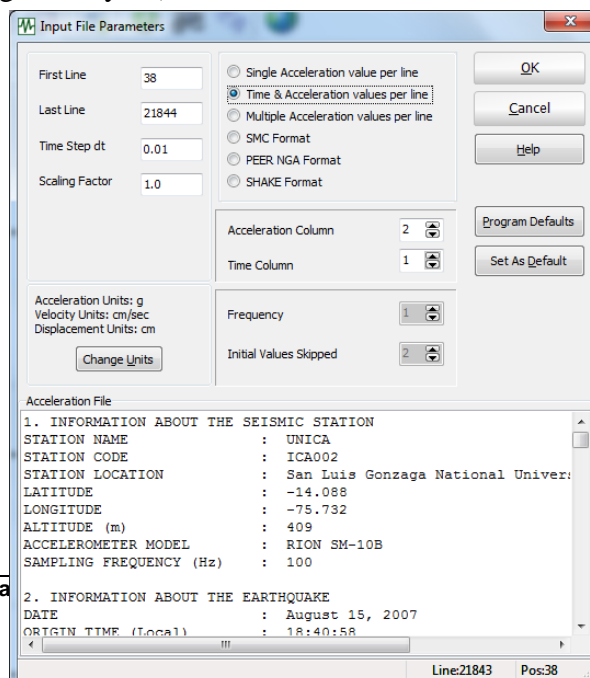 Input File Parameters
First Line 38
Last Line 21844
Time Step dt 0.01
Scaling Factor 1.0
Single Acceleration value per line
Time & Acceleration values per line
Multiple Acceleration values per line
SMC Format
PEER NGA Format
SHAKE Format
OK
Cancel
Help
Acceleration Column 2
Time Column 1
Program Defaults
Set As Default
Acceleration Units: g
Velocity Units: cm/sec
Displacement Units: cm
Change Units
Frequency 1
Initial Values Skipped 2
Acceleration File
1. INFORMATION ABOUT THE SEISMIC STATION
STATION NAME : UNICA
STATION CODE : ICA002
STATION LOCATION : San Luis Gonzaga National Univers
LATITUDE : -14.088
LONGITUDE : -75.732
ALTITUDE (m) : 409
ACCELEROMETER MODEL : RION SM-10B
SAMPLING FREQUENCY (Hz) : 100
2. INFORMATION ABOUT THE EARTHQUAKE
DATE : August 15, 2007
ORIGIN TIME (Local) : 18:40:58
Line:21843 Pos:38
a